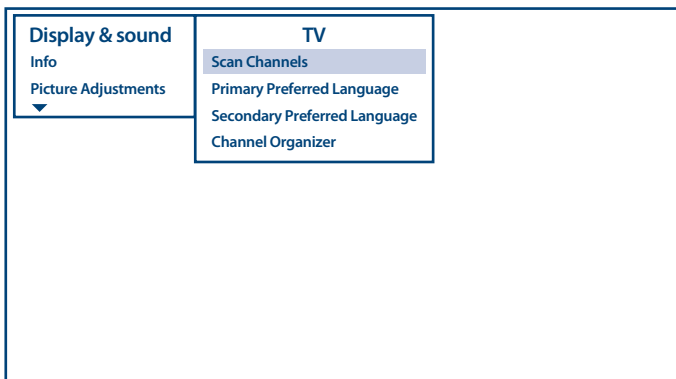 Display & sound
Info
Picture Adjustments
TV
Scan Channels
Primary Preferred Language
Secondary Preferred Language
Channel Organizer